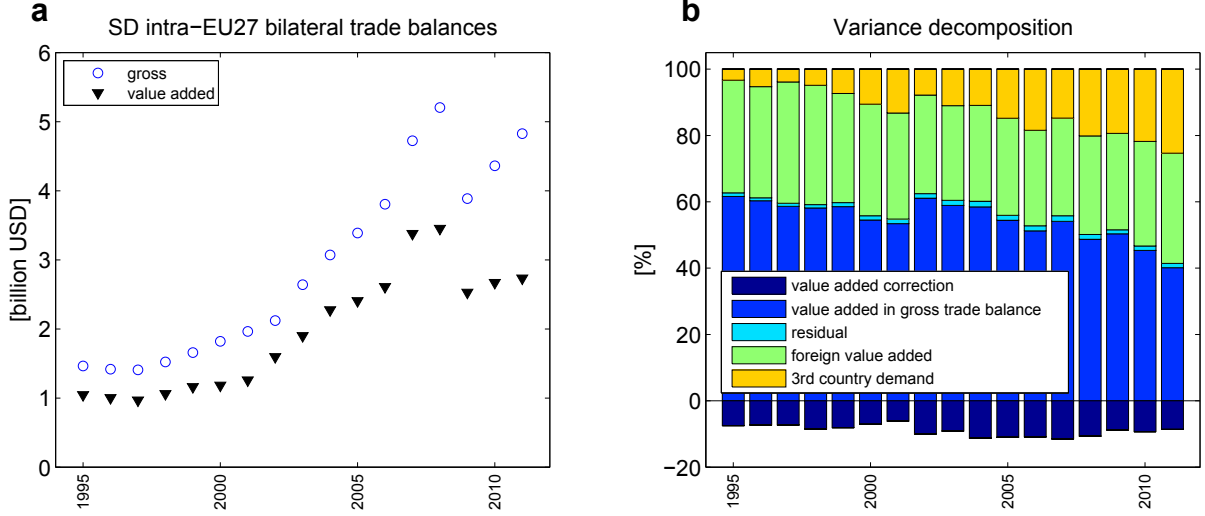 a
SD intra−EU27 bilateral trade balances
[billion USD]
6
5
4
3
2
1
0
gross
value added
1995
2000
2005
2010
b
Variance decomposition
[%]
100
80
60
40
20
0
−20
value added correction
value added in gross trade balance
residual
foreign value added
3rd country demand
1995
2000
2005
2010